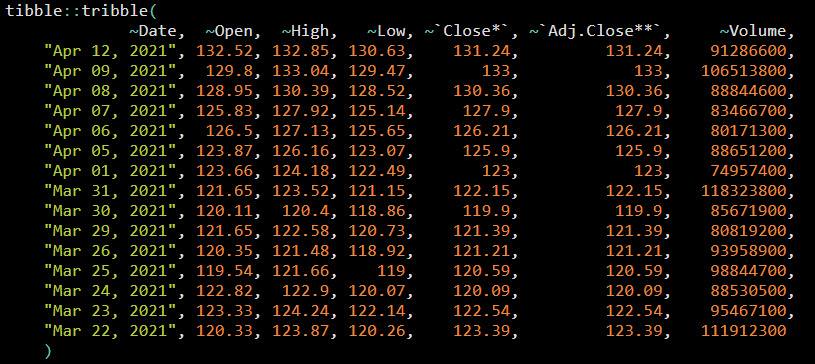 tibble::tribble(
~Date, ~Open, ~High, ~Low, ~`Close*`, ~`Adj.Close**`, ~Volume,
"Apr 12, 2021", 132.52, 132.85, 130.63, 131.24, 131.24, 91286600,
"Apr 09, 2021", 129.8, 133.04, 129.47, 133, 133, 106513800,
"Apr 08, 2021", 128.95, 130.39, 128.52, 130.36, 130.36, 88844600,
"Apr 07, 2021", 125.83, 127.92, 125.14, 127.9, 127.9, 83466700,
"Apr 06, 2021", 126.5, 127.13, 125.65, 126.21, 126.21, 80171300,
"Apr 05, 2021", 123.87, 126.16, 123.07, 125.9, 125.9, 88651200,
"Apr 01, 2021", 123.66, 124.18, 122.49, 123, 123, 74957400,
"Mar 31, 2021", 121.65, 123.52, 121.15, 122.15, 122.15, 118323800,
"Mar 30, 2021", 120.11, 120.4, 118.86, 119.9, 119.9, 85671900,
"Mar 29, 2021", 121.65, 122.58, 120.73, 121.39, 121.39, 80819200,
"Mar 26, 2021", 120.35, 121.48, 118.92, 121.21, 121.21, 93958900,
"Mar 25, 2021", 119.54, 121.66, 119, 120.59, 120.59, 98844700,
"Mar 24, 2021", 122.82, 122.9, 120.07, 120.09, 120.09, 88530500,
"Mar 23, 2021", 123.33, 124.24, 122.14, 122.54, 122.54, 95467100,
"Mar 22, 2021", 120.33, 123.87, 120.26, 123.39, 123.39, 111912300
)